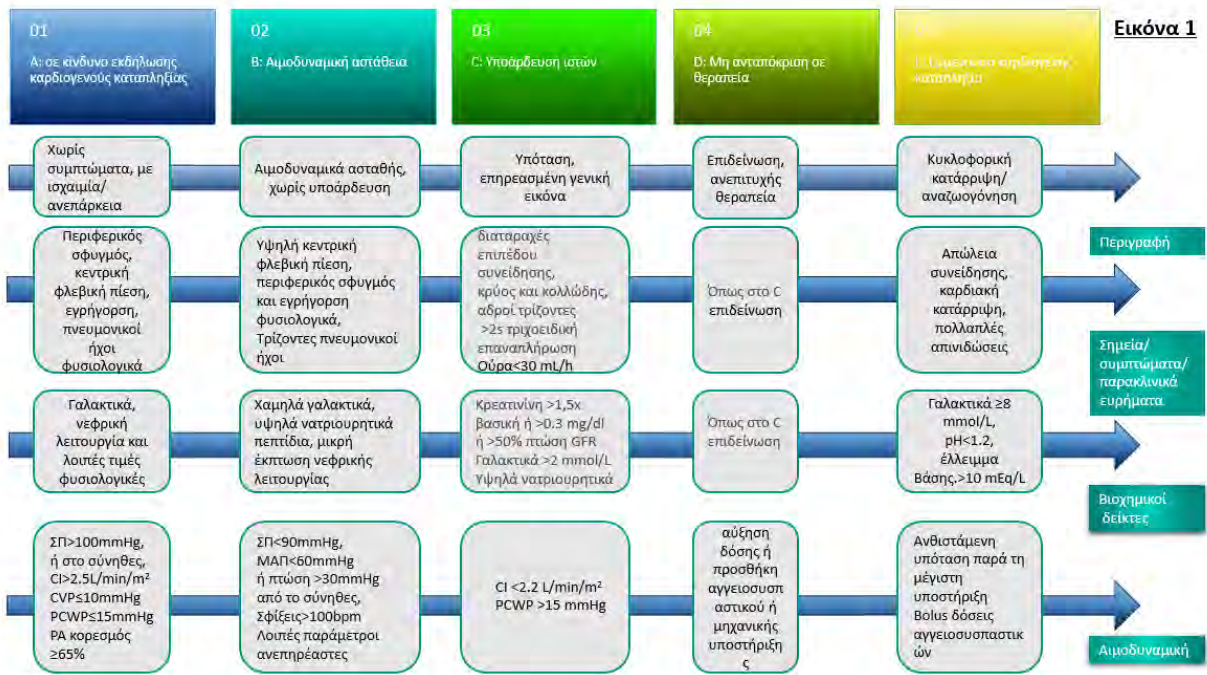 Εικόνα 1
01
Α: σε κίνδυνο εκδήλωσης
καρδιογενούς καταπληξίας
02
Β: Αιμοδυναμική αστάθεια
03
C: Υποάρδευση ιστών
04
D: Μη ανταπόκριση σε
θεραπεία
καταπληξία
Χωρίς
συμπτώματα, με
ισχαιμία/
ανεπάρκεια
Αιμοδυναμικά ασταθής,
χωρίς υποάρδευση
Υπόταση,
επηρεασμένη γενική
εικόνα
Επιδείνωση,
ανεπιτυχής
θεραπεία
Κυκλοφορική
κατάρριψη/
αναζωογόνηση
Περιγραφή
Περιφερικός
σφυγμός,
κεντρική
φλεβική πίεση,
εγρήγορση,
πνευμονικοί
ήχοι
φυσιολογικά
Υψηλή κεντρική
φλεβική πίεση,
περιφερικός σφυγμός
και εγρήγορση
φυσιολογικά,
Τρίζοντες πνευμονικοί
ήχοι
διαταραχές
επιπέδου
συνείδησης,
κρύος και κολλώδης,
αδροί τρίζοντες
>2s τριχοειδική
επαναπλήρωση
Ούρα<30 mL/h
Όπως στο C
επιδείνωση
Απώλεια
συνείδησης,
καρδιακή
κατάρριψη,
πολλαπλές
απινιδώσεις
Σημεία/
συμπτώματα/
παρακλινικά
ευρήματα
Γαλακτικά,
νεφρική
λειτουργία και
λοιπές τιμές
φυσιολογικές
Χαμηλά γαλακτικά,
υψηλά νατριουρητικά
πεπτίδια, μικρή
έκπτωση νεφρικής
λειτουργίας
Κρεατινίνη >1,5x
βασική ή >0.3 mg/dl
ή >50% πτώση GFR
Γαλακτικά >2 mmol/L
Υψηλά νατριουρητικά
Όπως στο C
επιδείνωση
Γαλακτικά ≥8
mmol/L,
pH<1.2,
έλλειμμα
Βάσης.>10 mEq/L
Βιοχημικοί
δείκτες
ΣΠ>100mmHg,
ή στο σύνηθες,
CI>2.5L/min/m²
CVP≤10mmHg
PCWP≤15mmHg
PA κορεσμός
≥65%
ΣΠ<90mmHg,
ΜΑΠ<60mmHg
ή πτώση >30mmHg
από το σύνηθες,
Σφίξεις>100bpm
Λοιπές παράμετροι
ανεπηρέαστες
CI <2.2 L/min/m²
PCWP >15 mmHg
αύξηση
δόσης ή
προσθήκη
αγγειοσυσπ
αστικού ή
μηχανικής
υποστήριξη
ς
Ανθιστάμενη
υπόταση παρά τη
μέγιστη
υποστήριξη
Bolus δόσεις
αγγειοσυσπαστικ
ών
Αιμοδυναμική